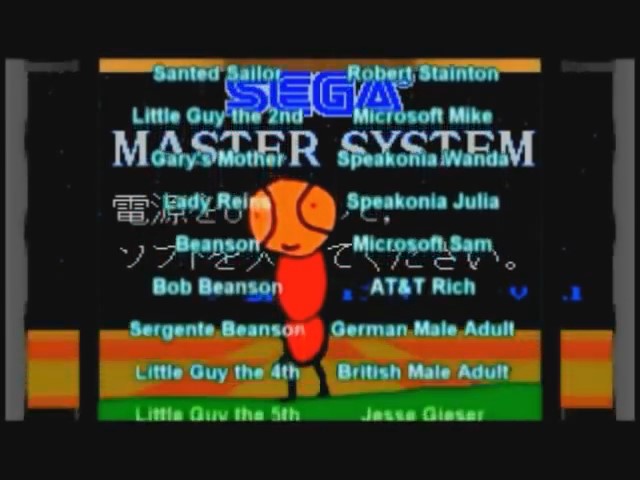 Santed Sailor Robert Stainton
SEGA
Little Guy the 2nd Microsoft Mike
MASTER SYSTEM
Gary's Mother Speakonia Wanda
Lady Reins Speakonia Julia
電源を
Beanson Microsoft Sam
ソフトを入 てください。
Bob Beanson AT&T Rich
Sergente Beanson German Male Adult
Little Guy the 4th British Male Adult
Little Guy the 5th Jesse Gieser